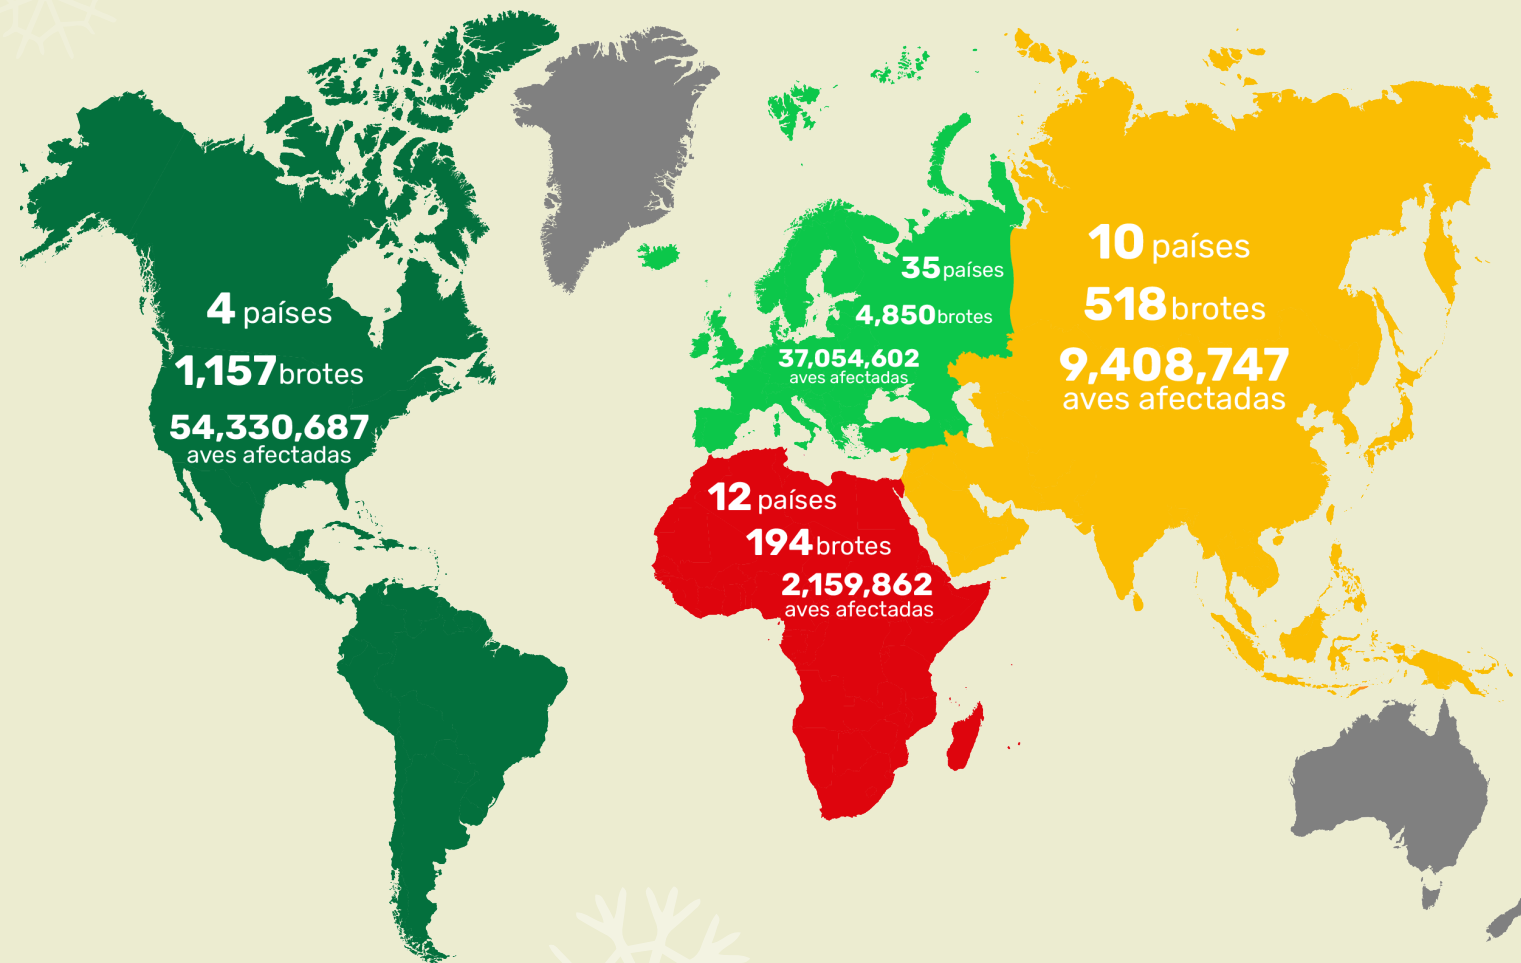 4 países
1,157 brotes
54,330,687
aves afectadas
35 países
4,850 brotes
37,054,602
aves afectadas
10 países
518 brotes
9,408,747
aves afectadas
12 países
194 brotes
2,159,862
aves afectadas